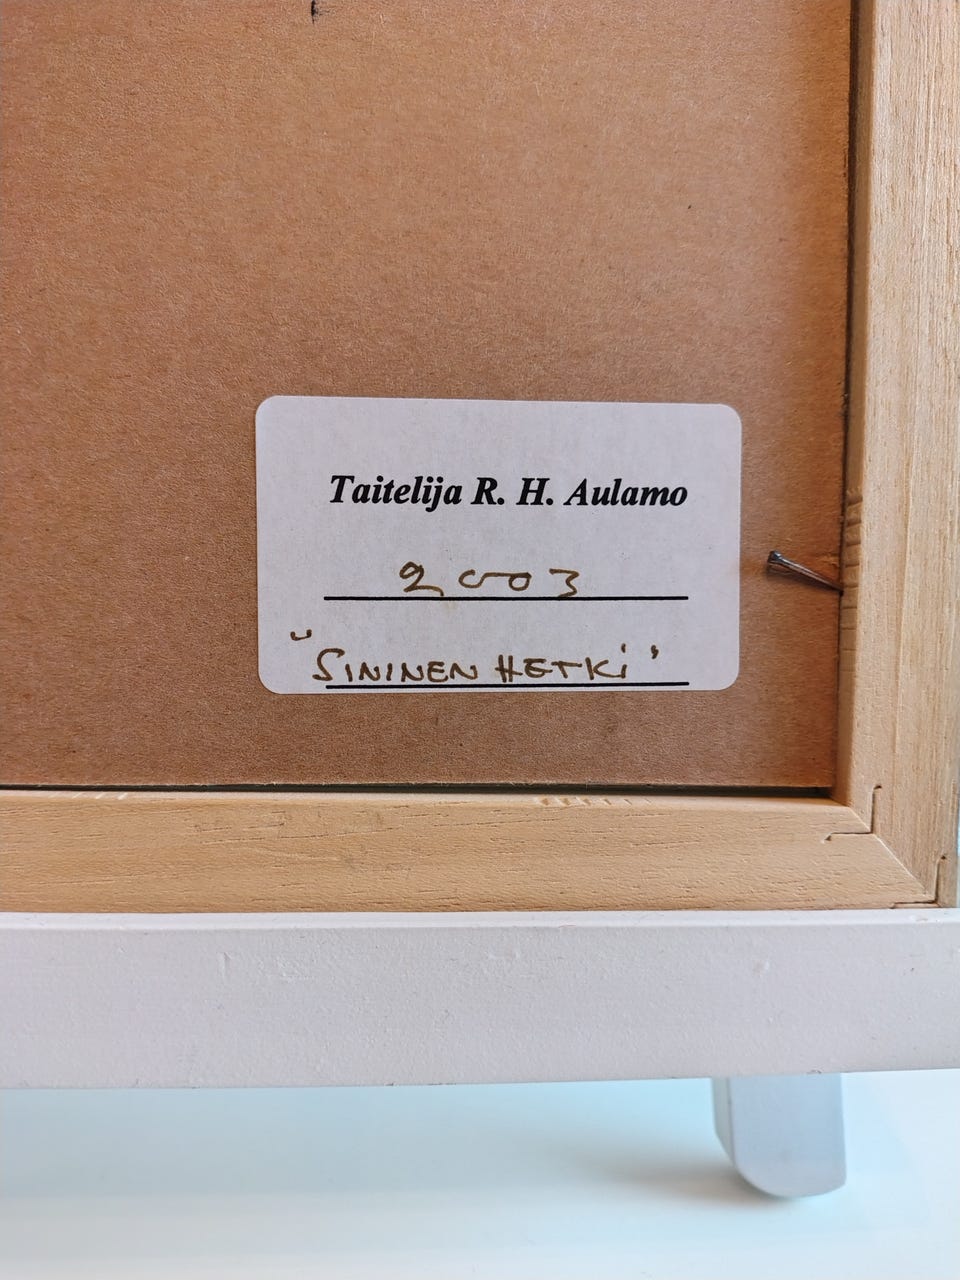 Taitelija R. H. Aulamo
2003
"SININEN HETKi"